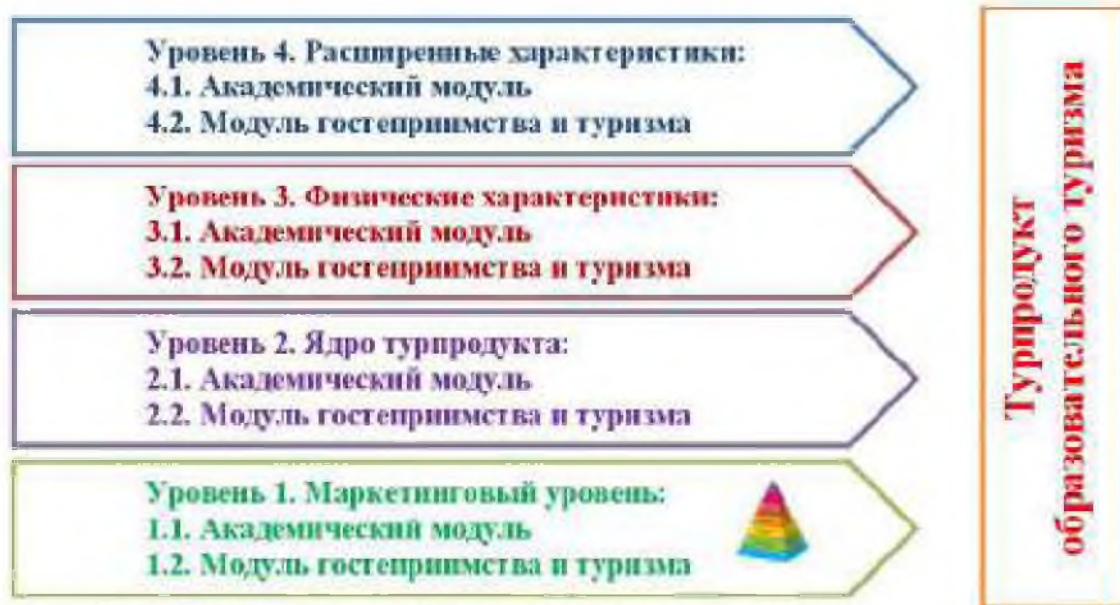 Уровень 4. Расширенные характеристики:
4.1. Академический модуль
4.2. Модуль гостеприимства и туризма
Уровень 3. Физические характеристики:
3.1. Академический модуль
3.2. Модуль гостеприимства и туризма
Уровень 2. Ядро турпродукта:
2.1. Академический модуль
2.2. Модуль гостеприимства и туризма
Уровень 1. Маркетинговый уровень:
1.1. Академический модуль
1.2. Модуль гостеприимства и туризма
Турпродукт
образовательного туризма